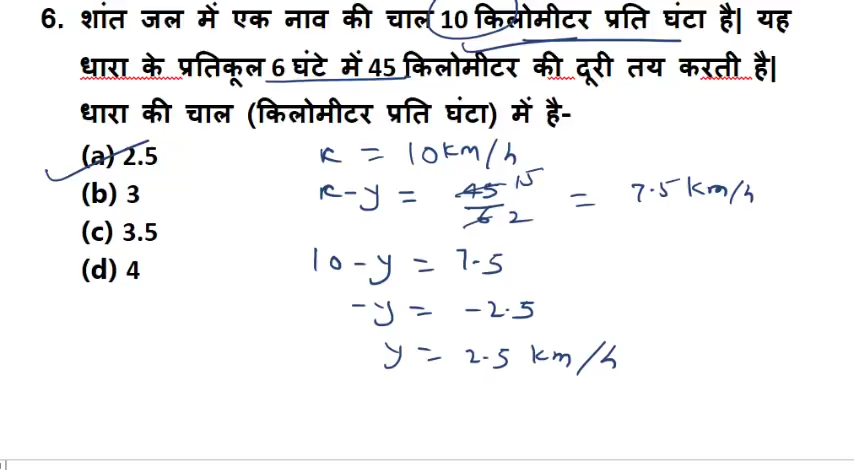 6. शांत जल में एक नाव की चाल 10 किलोमीटर प्रति घंटा है| यह
धारा के प्रतिकूल 6 घंटे में 45 किलोमीटर की दूरी तय करती है|
धारा की चाल (किलोमीटर प्रति घंटा) में है-
(a) 2.5
(b) 3
(c) 3.5
(d) 4
x = 10km/h
x-y = 45/6 15/2 = 7.5 km/h
10-y = 7.5
-y = -2.5
y = 2.5 km/h